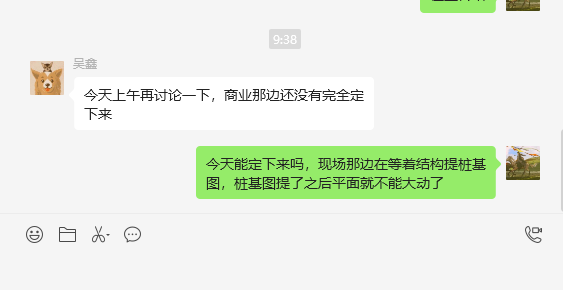 9:38
吴鑫
今天上午再讨论一下，商业那边还没有完全定
下来
今天能定下来吗，现场那边在等着结构提桩基
图，桩基图提了之后平面就不能大动了